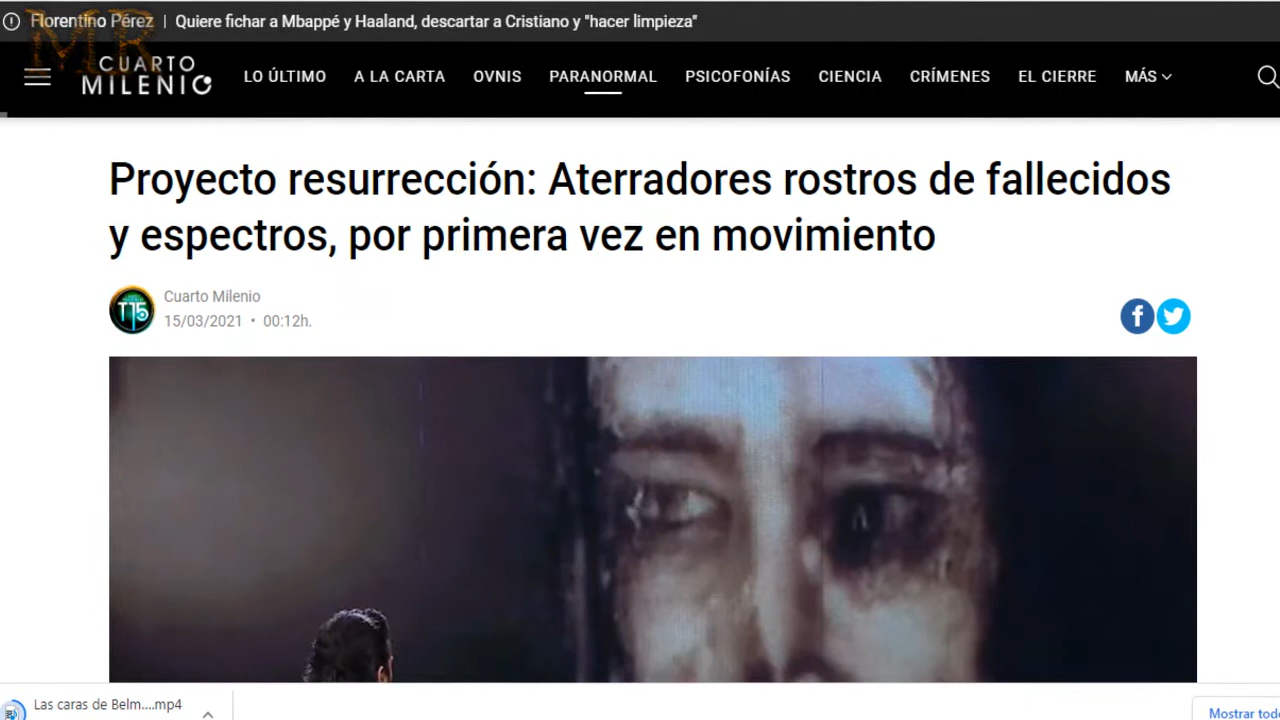 Florentino Pérez | Quiere fichar a Mbappé y Haaland, descartar a Cristiano y "hacer limpieza"
MR
CUARTO
MILENIO
LO ÚLTIMO A LA CARTA OVNIS PARANORMAL PSICOFONÍAS CIENCIA CRÍMENES EL CIERRE MÁS
Proyecto resurrección: Aterradores rostros de fallecidos
y espectros, por primera vez en movimiento
Cuarto Milenio
T15
15/03/2021 • 00:12h.
Las caras de Belm....mp4
Mostrar todo